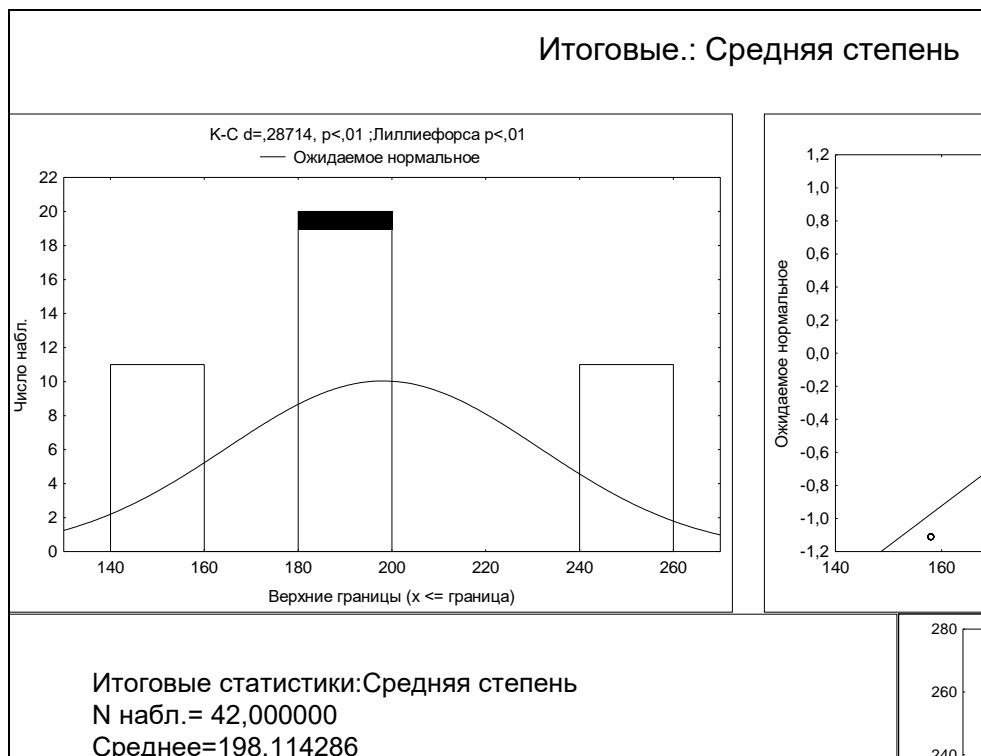 Итоговые.: Средняя степень
K-C d=,28714, p<,01 ;Лиллиефорса p<,01
Ожидаемое нормальное
22
20
18
16
14
12
10
8
6
4
2
0
Число набл.
140 160 180 200 220 240 260
Верхние границы (x <= граница)
1,2
1,0
0,8
0,6
0,4
0,2
0,0
-0,2
-0,4
-0,6
-0,8
-1,0
-1,2
Ожидаемое нормальное
140 160
Итоговые статистики:Средняя степень
N набл.= 42,000000
Среднее=198,114286
280
260
240